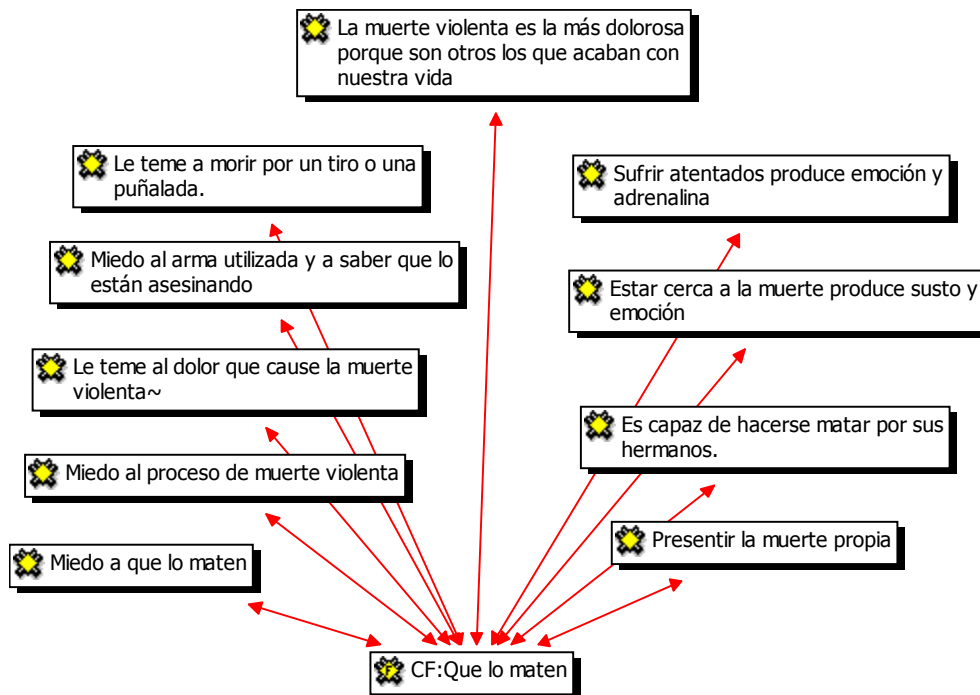 La muerte violenta es la más dolorosa
porque son otros los que acaban con
nuestra vida
Le teme a morir por un tiro o una
puñalada.
Sufrir atentados produce emoción y
adrenalina
Miedo al arma utilizada y a saber que lo
están asesinando
Estar cerca a la muerte produce susto y
emoción
Le teme al dolor que cause la muerte
violenta~
Es capaz de hacerse matar por sus
hermanos.
Miedo al proceso de muerte violenta
Presentir la muerte propia
Miedo a que lo maten
F CF:Que lo maten